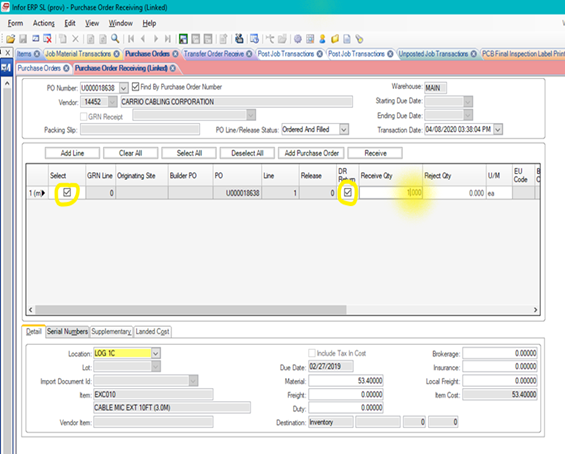 Infor ERP SL (prov) - Purchase Order Receiving (Linked)
Form Actions Edit View Window Help
Items Job Material Transactions Purchase Orders Transfer Order Receive Post Job Transactions Post Job Transactions Unposted Job Transactions PCB Final Inspection Label Print
Purchase Orders Purchase Order Receiving (Linked)
PO Number: U000018638 Find By Purchase Order Number Warehouse: MAIN
Vendor: 14452 CARRIO CABLING CORPORATION Starting Due Date:
GRN Receipt Ending Due Date:
Packing Slip: PO Line/Release Status: Ordered And Filled Transaction Date: 04/08/2020 03:38:04 PM
Add Line Clear All Select All Deselect All Add Purchase Order Receive
Select GRN Line Originating Site Builder PO PO Line Release DR Return Receive Qty Reject Qty U/M EU Code
1 (m) 0 U000018638 1 0 1.000 0.000 ea
Detail Serial Numbers Supplementary Landed Cost
Location: LOG 1C Include Tax In Cost Brokerage: 0.00000
Lot: Due Date: 02/27/2019 Insurance: 0.00000
Import Document Id: Material: 53.40000 Local Freight: 0.00000
Item: EXC010 Freight: 0.00000 Item Cost: 53.40000
CABLE MIC EXT 10FT (3.0M) Duty: 0.00000
Vendor Item: Destination: Inventory 0 0